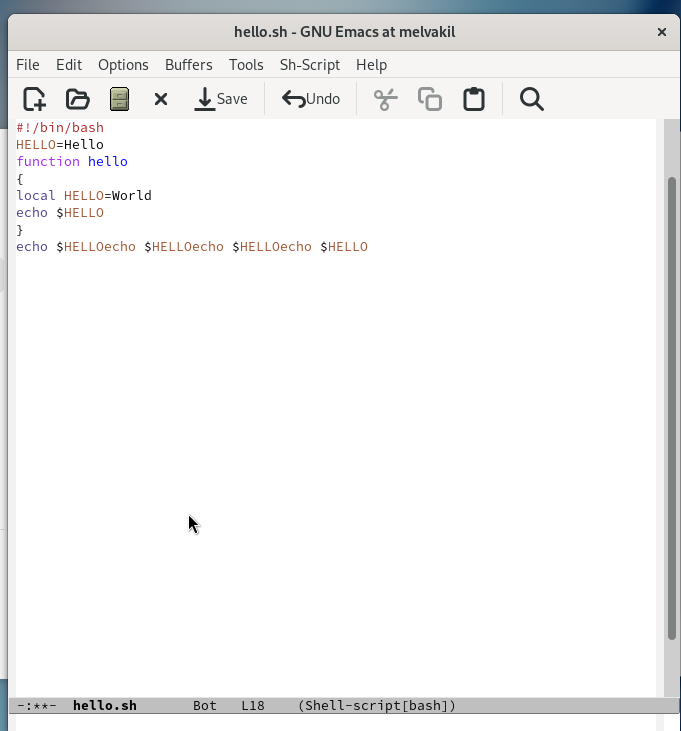 hello.sh - GNU Emacs at melvakil
File Edit Options Buffers Tools Sh-Script Help
Save Undo
#!/bin/bash
HELLO=Hello
function hello
{
local HELLO=World
echo $HELLO
}
echo $HELLOecho $HELLOecho $HELLOecho $HELLO
-:**- hello.sh Bot L18 (Shell-script[bash])